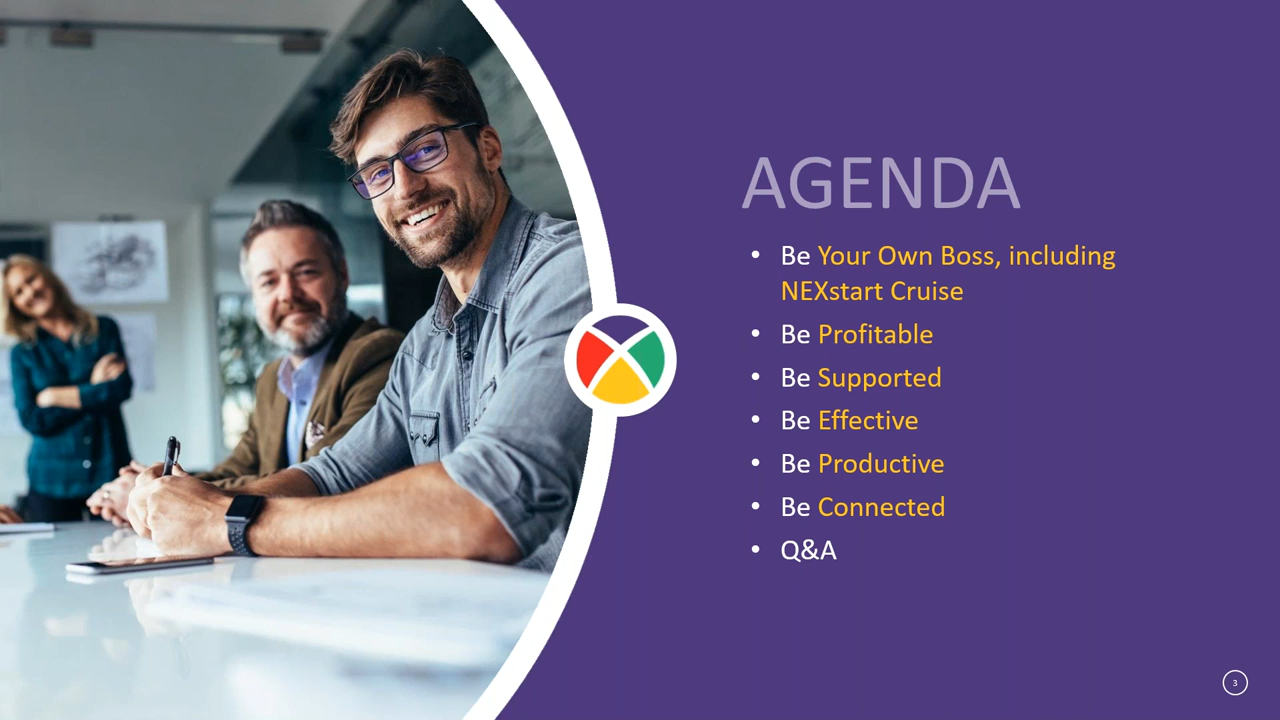 AGENDA
• Be Your Own Boss, including
NEXstart Cruise
• Be Profitable
• Be Supported
• Be Effective
• Be Productive
• Be Connected
• Q&A
3